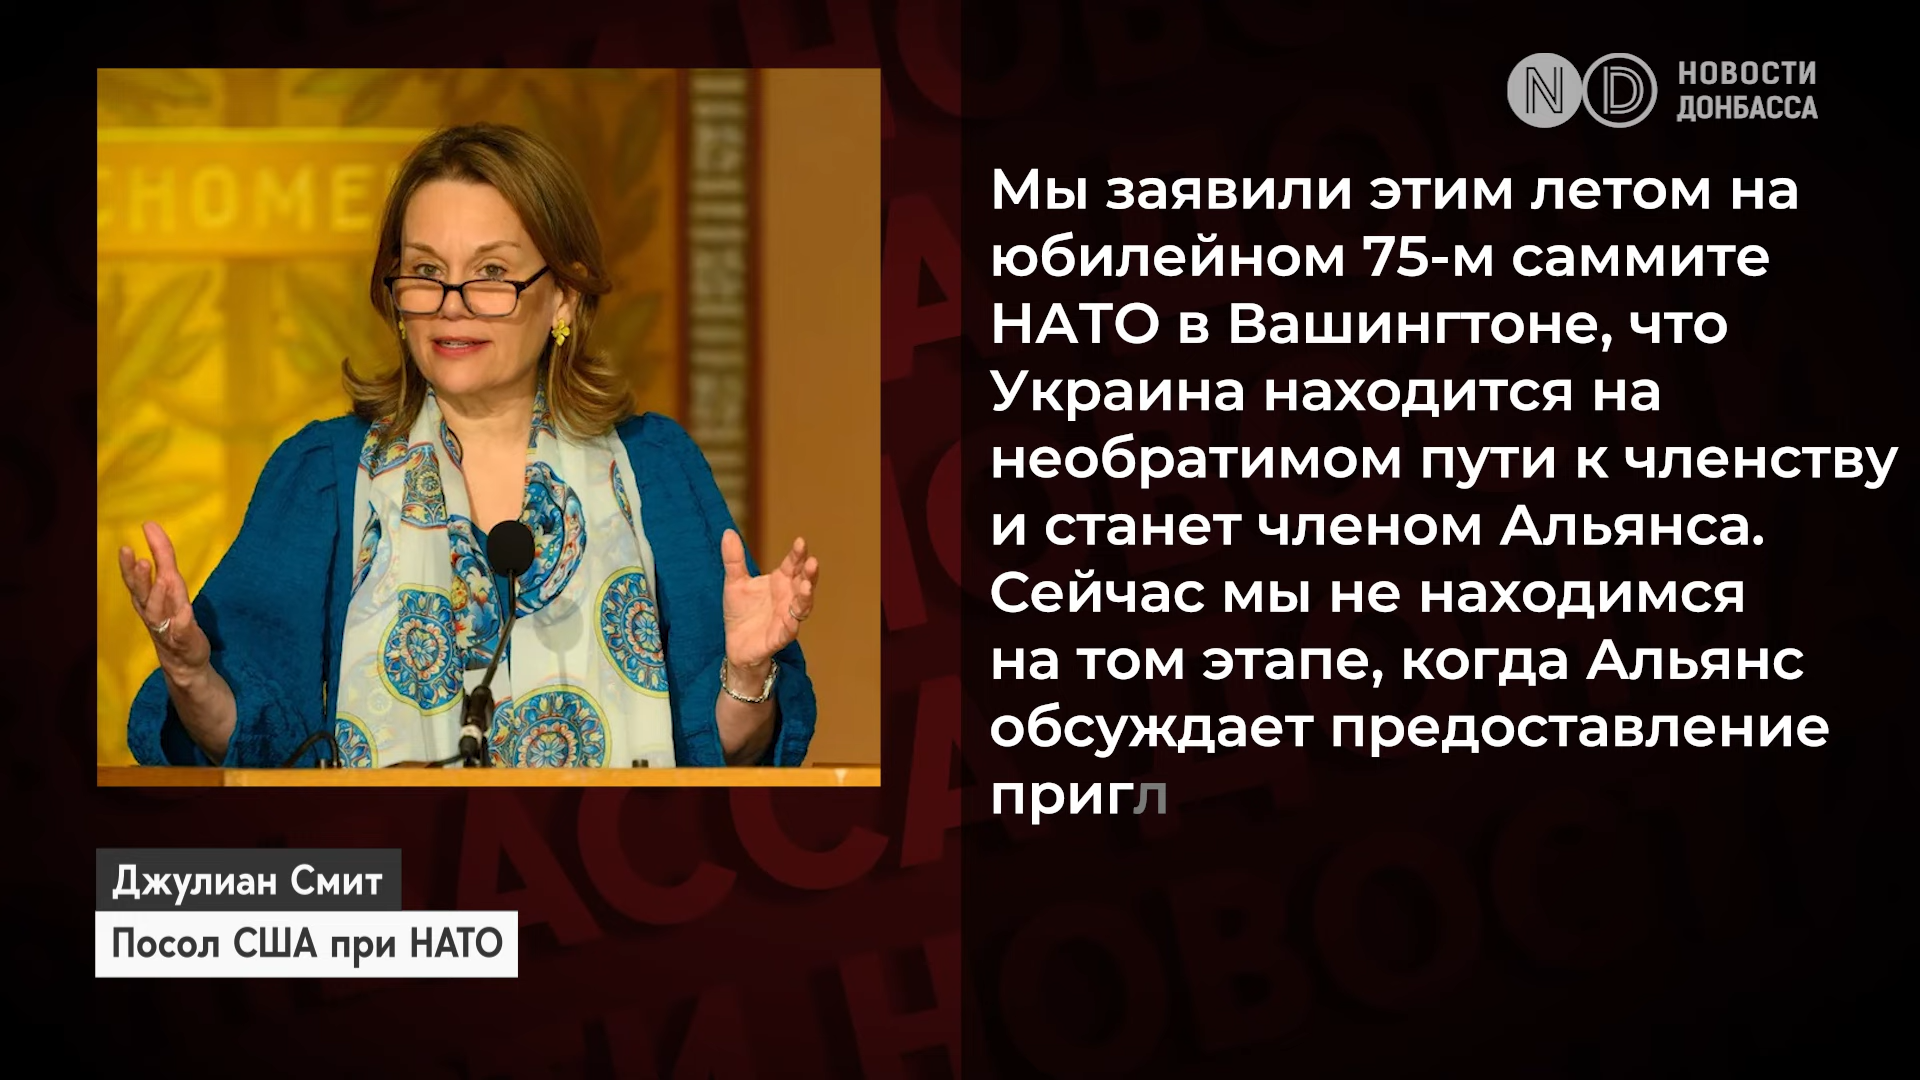 CHOME
ND НОВОСТИ
ДОНБАССА
Мы заявили этим летом на
юбилейном 75-м саммите
НАТО в Вашингтоне, что
Украина находится на
необратимом пути к членству
и станет членом Альянса.
Сейчас мы не находимся
на том этапе, когда Альянс
обсуждает предоставление
пригл
Джулиан Смит
Посол США при НАТО